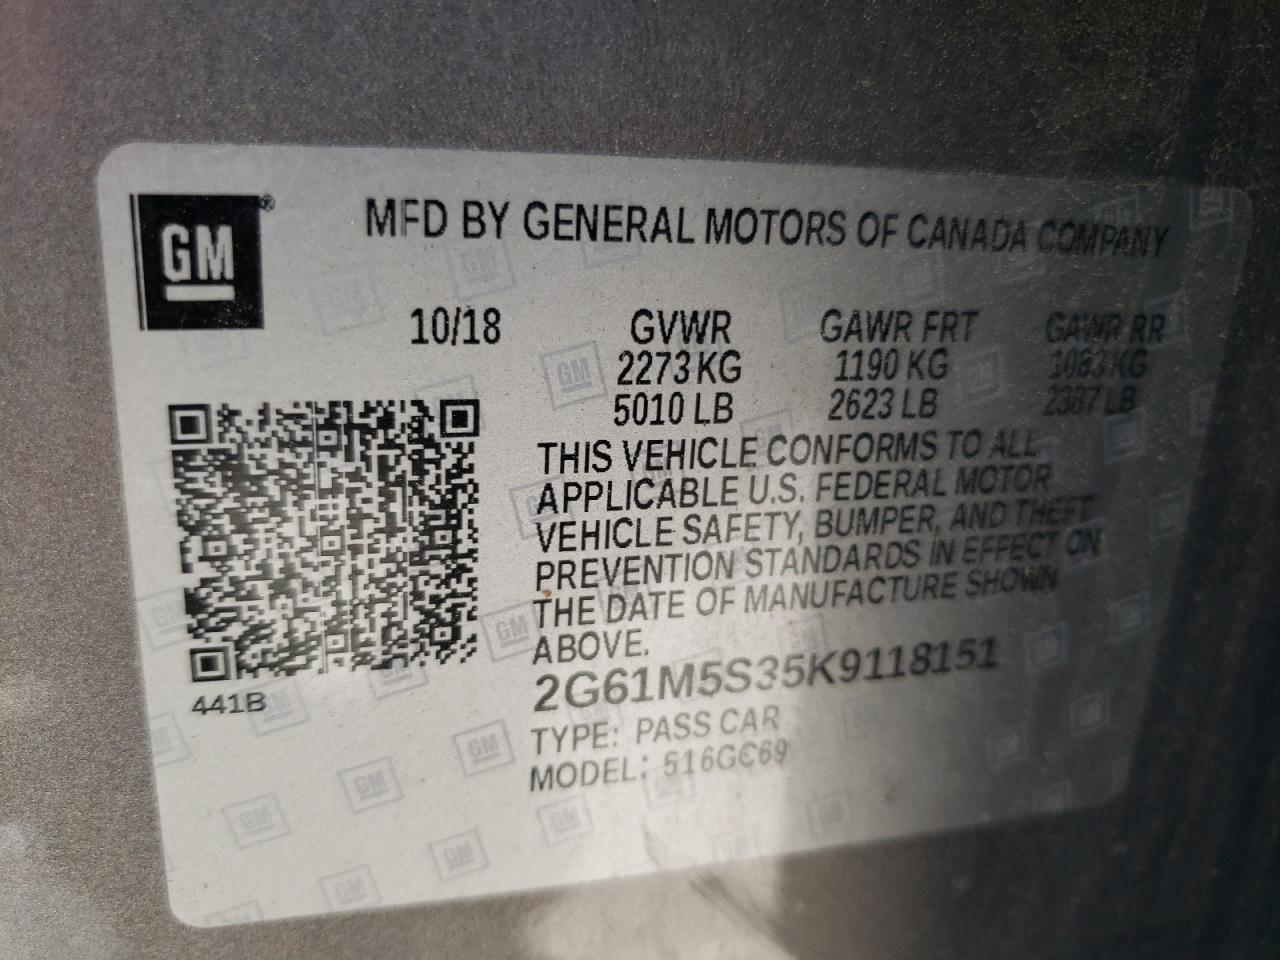 GM®
MFD BY GENERAL MOTORS OF CANADA COMPANY
10/18
GVWR GAWR FRT GAWR RR
2273 KG 1190 KG 1083 KG
5010 LB 2623 LB 2387 LB
THIS VEHICLE CONFORMS TO ALL
APPLICABLE U.S. FEDERAL MOTOR
VEHICLE SAFETY, BUMPER, AND THEFT
PREVENTION STANDARDS IN EFFECT ON
THE DATE OF MANUFACTURE SHOWN
ABOVE.
2G61M5S35K9118151
TYPE: PASS CAR
MODEL: 516GC69
441B